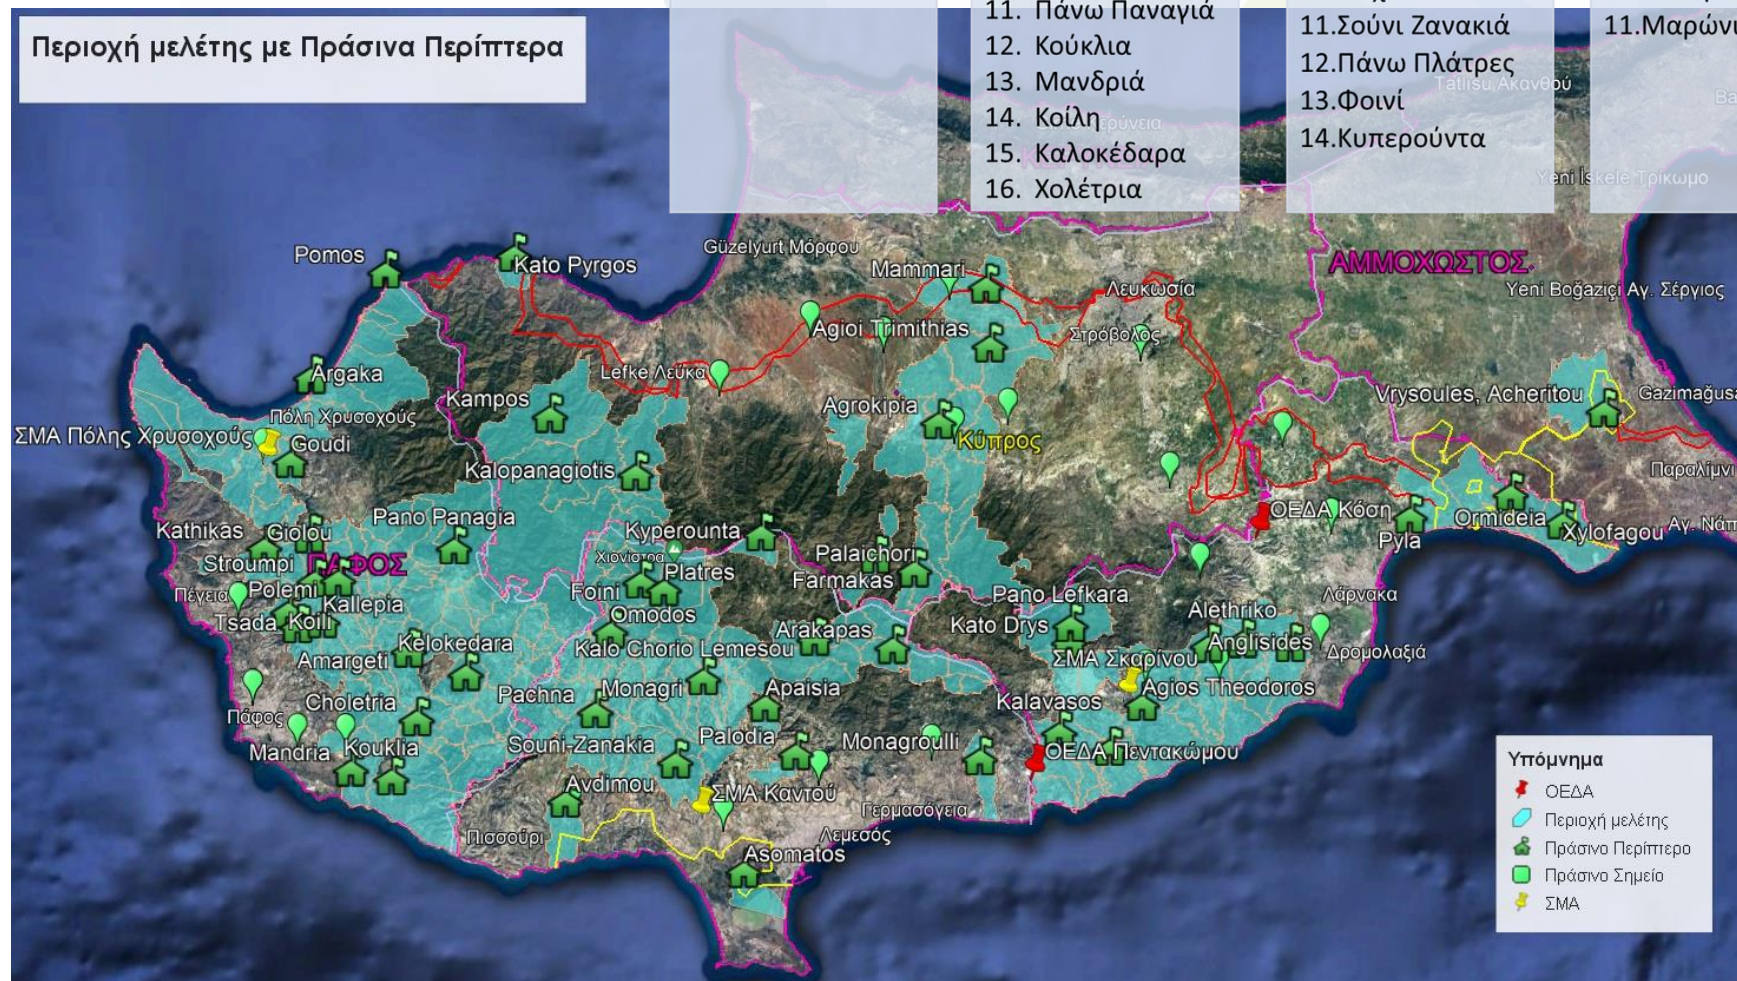 Περιοχή μελέτης με Πράσινα Περίπτερα
11. Πάνω Παναγιά
12. Κούκλια
13. Μανδριά
14. Κοίλη
15. Καλοκέδαρα
16. Χολέτρια
11.Σούνι Ζανακιά
12.Πάνω Πλάτρες
13.Φοινί
14.Κυπερούντα
Tatlısu Ακανθού
Yeni İskele Τρίκωμο
Pomos
Kato Pyrgos
Güzelyurt Μόρφου
Mammari
Λευκωσία
ΑΜΜΟΧΩΣΤΟΣ
Yeni Boğaziçi Αγ. Σέργιος
Agioi Trimithias
Στρόβολος
Argaka
Lefke Λεύκα
Kampos
Agrokipia
Vrysoules, Acheritou
Πόλη Χρυσοχούς
ΣΜΑ Πόλης Χρυσοχούς
Goudi
Κύπρος
Kalopanagiotis
Παραλίμνι
Kathikas
Giolou
Pano Panagia
Kyperounta
ΟΕΔΑ Κόση
Ormideia
Xylofagou
Pyla
Stroumpi
ΠΑΦΟΣ
Χιονίστρα
Palaichori
Platres
Farmakas
Πέγεια
Polemi
Foini
Pano Lefkara
Λάρνακα
Kallepia
Omodos
Alethriko
Tsada
Koili
Kato Drys
Arakapas
Kelokedara
Kalo Chorio Lemesou
Anglisides
Δρομολαξιά
Amargeti
ΣΜΑ Σκαρίνου
Pachna
Monagri
Apaisia
Agios Theodoros
Choletria
Kalavasos
Πάφος
Mandria
Kouklia
Souni-Zanakia
Palodia
Monagroulli
ΟΕΔΑ Πεντακώμου
Avdimou
ΣΜΑ Καντού
Γερμασόγεια
Πισσούρι
Λεμεσός
Asomatos
Υπόμνημα
ΟΕΔΑ
Περιοχή μελέτης
Πράσινο Περίπτερο
Πράσινο Σημείο
ΣΜΑ